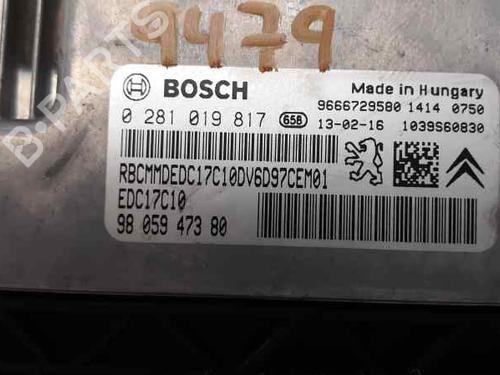 9479
BOSCH
Made in Hungary
9666729580 1414 0750
0 281 019 817 658 13-02-16 1039S60830
RBCMMDEDC17C10DV6D97CEM01
EDC17C10
98 059 473 80
B-PARTS